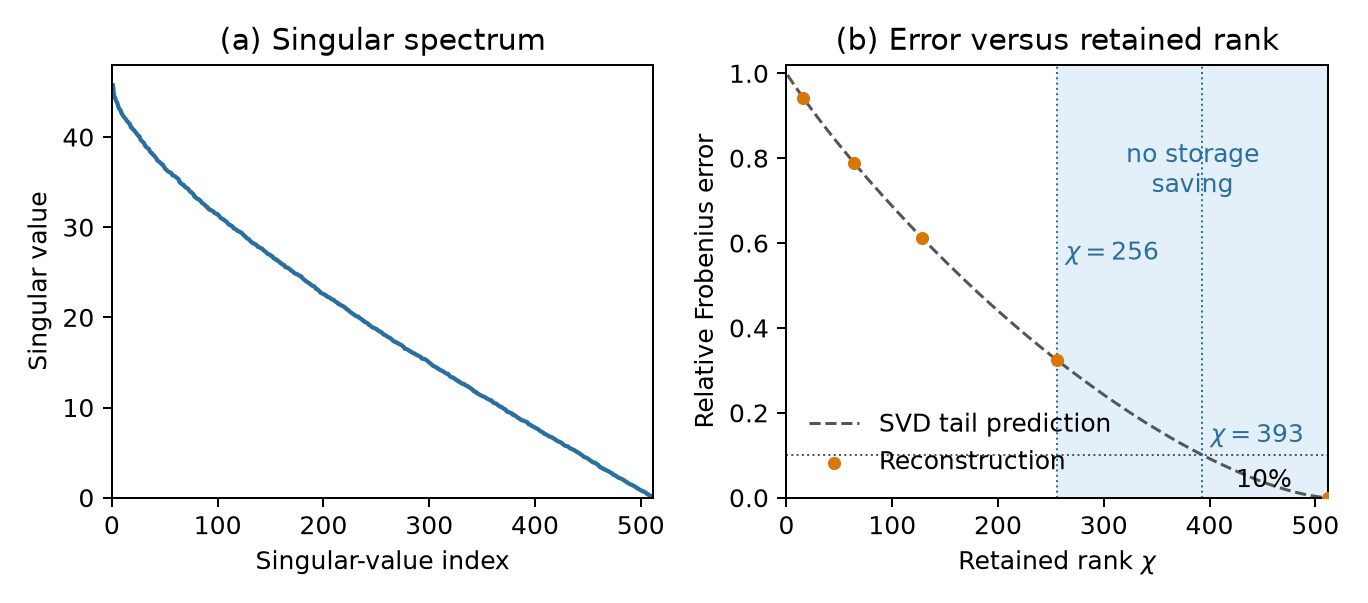 (a) Singular spectrum
Singular value
40
30
20
10
0
0 100 200 300 400 500
Singular-value index
(b) Error versus retained rank
Relative Frobenius error
1.0
0.8
0.6
0.4
0.2
0.0
no storage
saving
χ = 256
SVD tail prediction
χ = 393
Reconstruction
10%
0 100 200 300 400 500
Retained rank χ